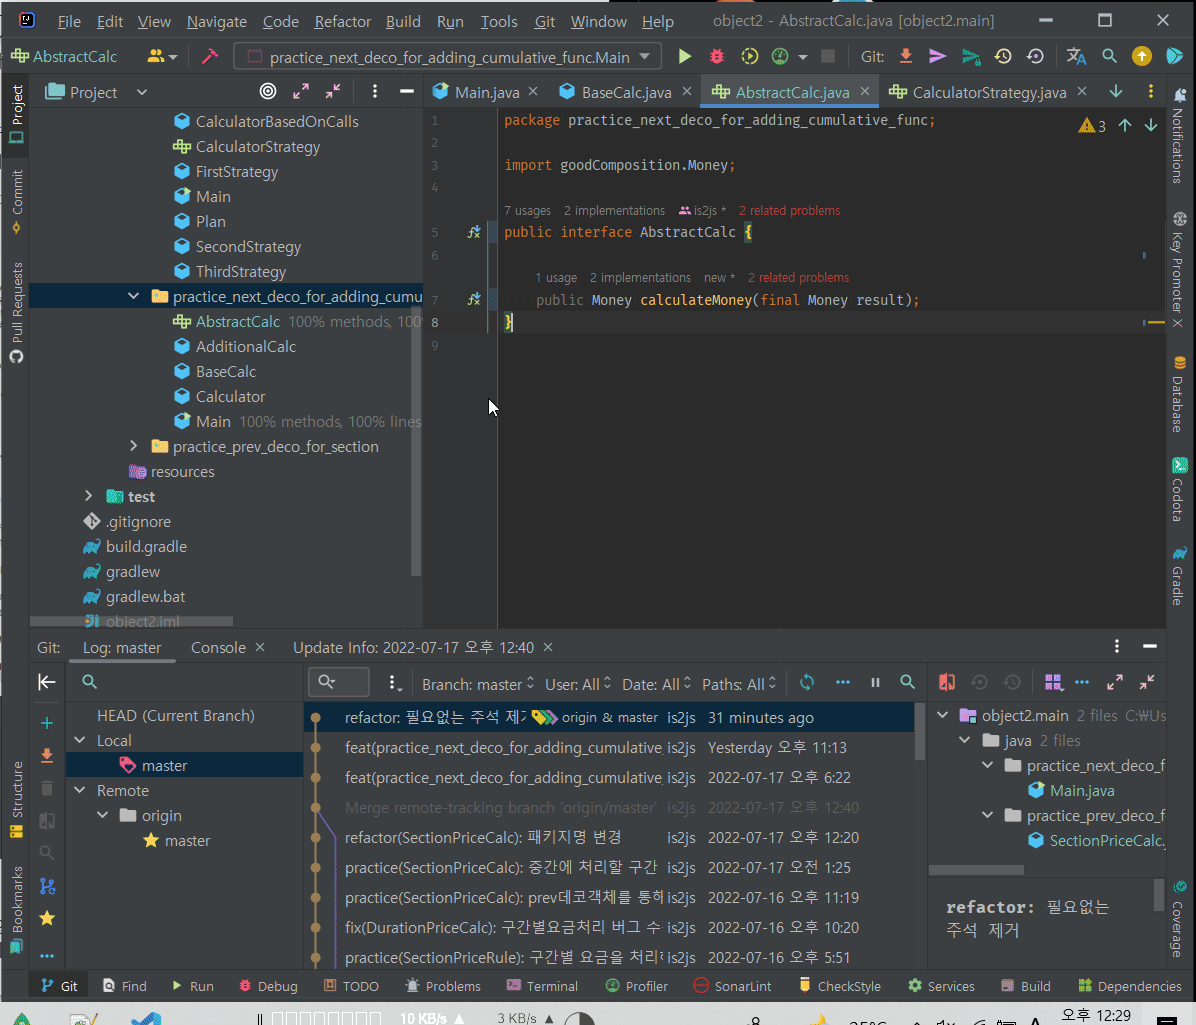 File Edit View Navigate Code Refactor Build Run Tools Git Window Help object2 - AbstractCalc.java [object2.main]
AbstractCalc practice_next_deco_for_adding_cumulative_func.Main Git:
Project
Main.java BaseCalc.java AbstractCalc.java CalculatorStrategy.java
Project
Commit
Pull Requests
CalculatorBasedOnCalls
CalculatorStrategy
FirstStrategy
Main
Plan
SecondStrategy
ThirdStrategy
practice_next_deco_for_adding_cumu
AbstractCalc 100% methods, 100
AdditionalCalc
BaseCalc
Calculator
Main 100% methods, 100% lines
practice_prev_deco_for_section
resources
test
.gitignore
build.gradle
gradlew
gradlew.bat
object2.iml
1 package practice_next_deco_for_adding_cumulative_func;
2
3 import goodComposition.Money;
4
7 usages 2 implementations is2js * 2 related problems
5 public interface AbstractCalc {
6
1 usage 2 implementations new * 2 related problems
7 public Money calculateMoney(final Money result);
8 }
9
3
Notifications
Key Promoter X
Database
Codota
Gradle
Git: Log: master Console Update Info: 2022-07-17 오후 12:40
Branch: master User: All Date: All Paths: All
HEAD (Current Branch)
Local
master
Remote
origin
master
refactor: 필요없는 주석 제거 origin & master is2js 31 minutes ago
feat(practice_next_deco_for_adding_cumulative_ is2js Yesterday 오후 11:13
feat(practice_next_deco_for_adding_cumulative_ is2js 2022-07-17 오후 6:22
Merge remote-tracking branch 'origin/master' is2js 2022-07-17 오후 12:40
refactor(SectionPriceCalc): 패키지명 변경 is2js 2022-07-17 오후 12:20
practice(SectionPriceCalc): 중간에 처리할 구간 is2js 2022-07-17 오전 1:25
practice(SectionPriceCalc): prev데코객체를 통해 is2js 2022-07-16 오후 11:19
fix(DurationPriceCalc): 구간별요금처리 버그 수 is2js 2022-07-16 오후 10:20
practice(SectionPriceRule): 구간별 요금을 처리하 is2js 2022-07-16 오후 5:51
object2.main 2 files C:₩Us
java 2 files
practice_next_deco_f
Main.java
practice_prev_deco_f
SectionPriceCalc.
refactor: 필요없는
주석 제거
Structure
Bookmarks
Coverage
Git Find Run Debug TODO Problems Terminal Profiler SonarLint CheckStyle Services Build Dependencies
10 KB/s 3 KB/s 오후 12:29